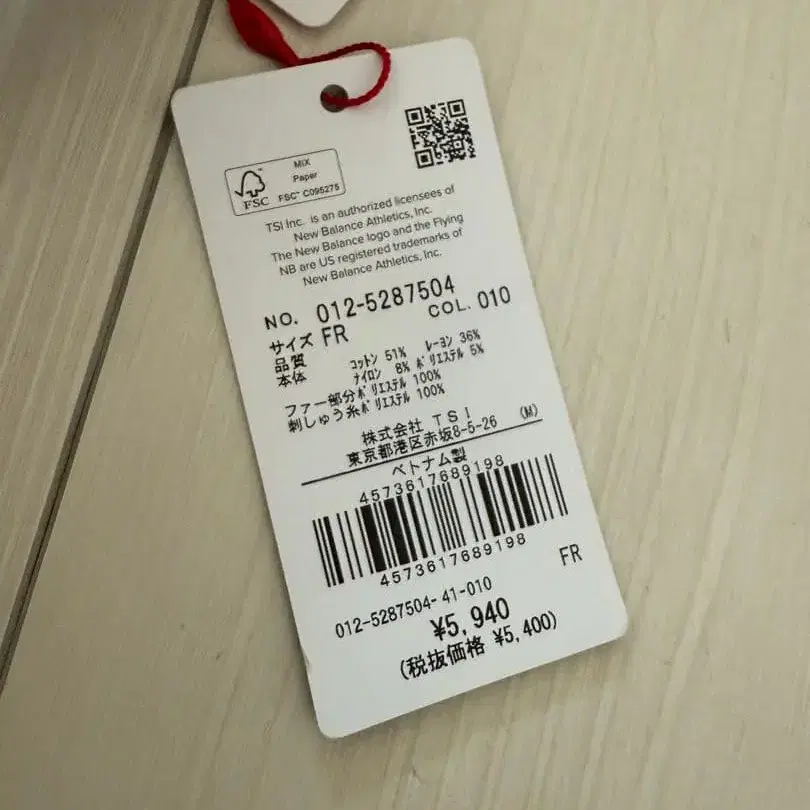 MIX
Paper
FSC FSC™ C095275
TSI Inc. is an authorized licensees of
New Balance Athletics, Inc.
The New Balance logo and the Flying
NB are US registered trademarks of
New Balance Athletics, Inc.
NO. 012-5287504
COL. 010
サイズ FR
品質
本体
コットン 51% レーヨン 36%
ナイロン 8% ポリエステル 5%
ファー部分ポリエステル 100%
刺しゅう糸ポリエステル 100%
株式会社 TSI
東京都港区赤坂8-5-26 (M)
ベトナム製
4573617689198
4573617689198
FR
012-5287504-41-010
¥5,940
(税抜価格 ¥5,400)